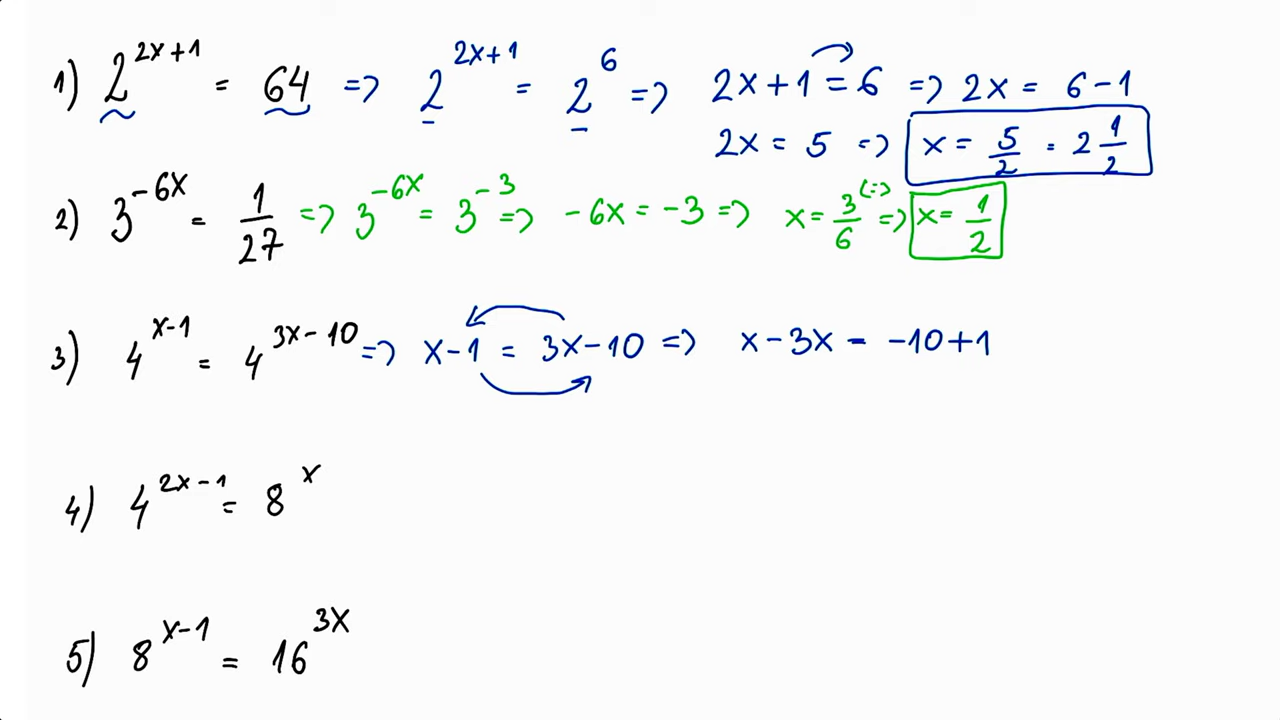 1) 2^{2x+1} = 64 => 2^{2x+1} = 2^6 => 2x+1 = 6 => 2x = 6-1
2x = 5 => x = 5/2 = 2 1/2
2) 3^{-6x} = 1/27 => 3^{-6x} = 3^{-3} => -6x = -3 => x = 3/6 (:3) => x = 1/2
3) 4^{x-1} = 4^{3x-10} => x-1 = 3x-10 => x-3x = -10+1
4) 4^{2x-1} = 8^x
5) 8^{x-1} = 16^{3x}